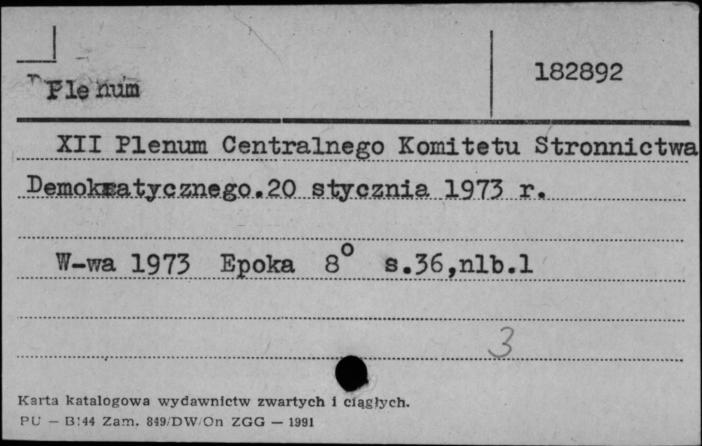 182892
Plenum
XII Plenum Centralnego Komitetu Stronnictwa
Demokratycznego.20 stycznia 1973 r.
W-wa 1973 Epoka 8° s.36,nlb.1
3
Karta katalogowa wydawnictw zwartych i ciągłych.
PU — B/44 Zam. 849/DW/On ZGG — 1991